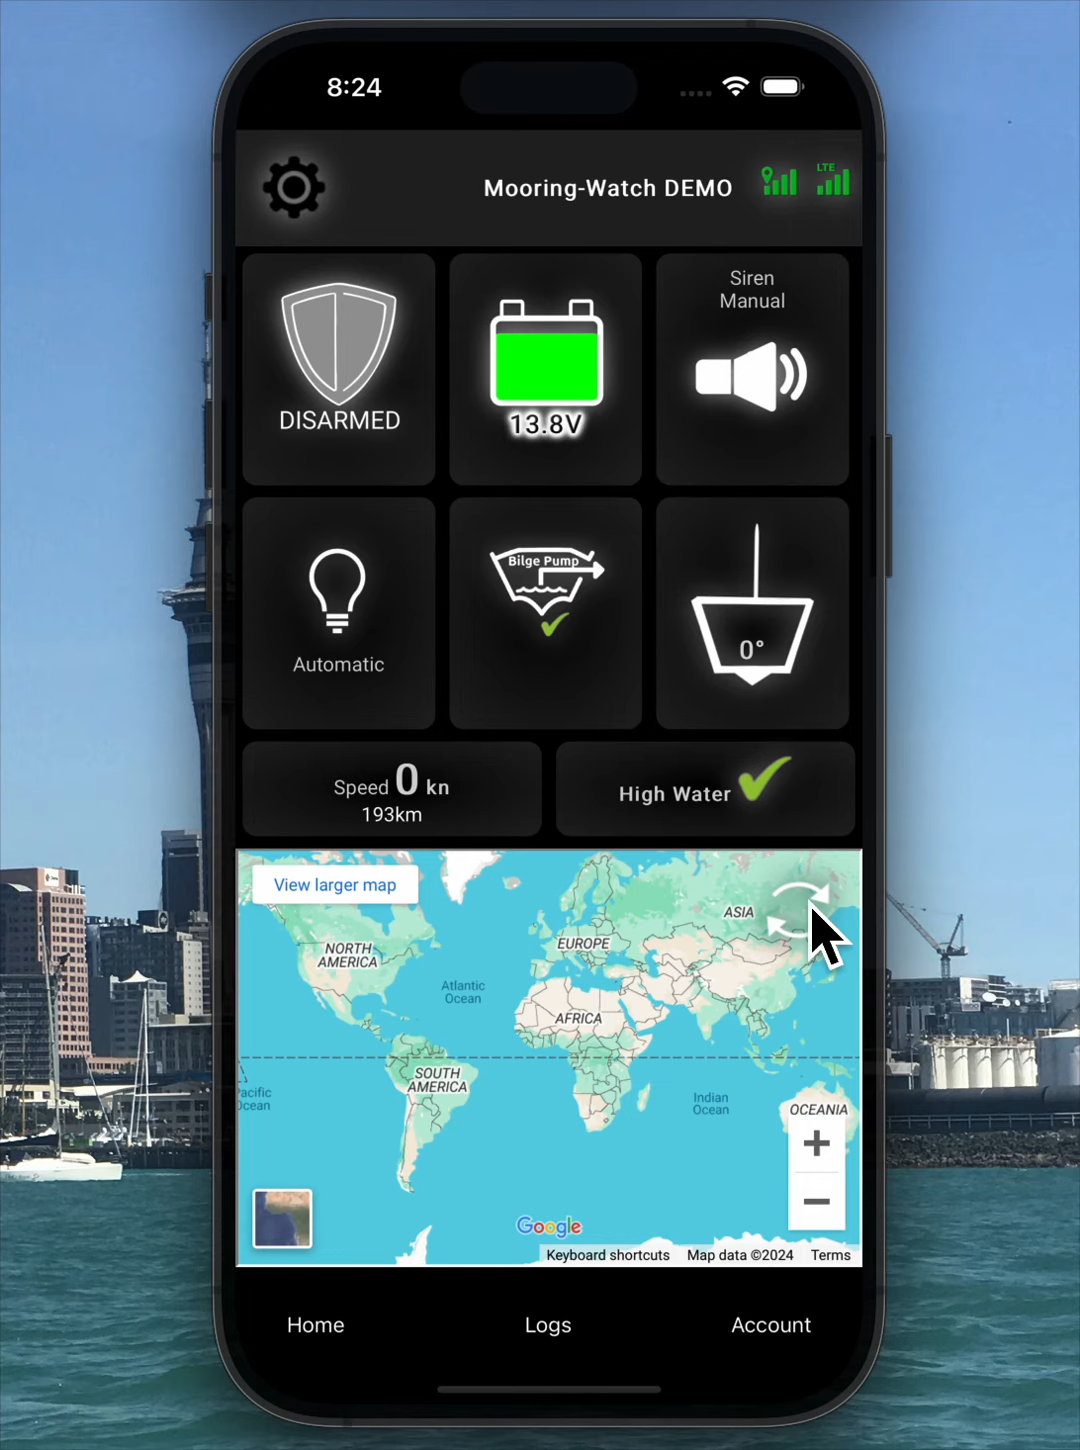 8:24
Mooring-Watch DEMO
LTE
DISARMED
13.8V
Siren
Manual
Automatic
Bilge Pump
0°
Speed 0 kn
193km
High Water
View larger map
NORTH
AMERICA
EUROPE
ASIA
Atlantic
Ocean
AFRICA
SOUTH
AMERICA
Pacific
Ocean
Indian
Ocean
OCEANIA
Google
Keyboard shortcuts Map data ©2024 Terms
Home Logs Account